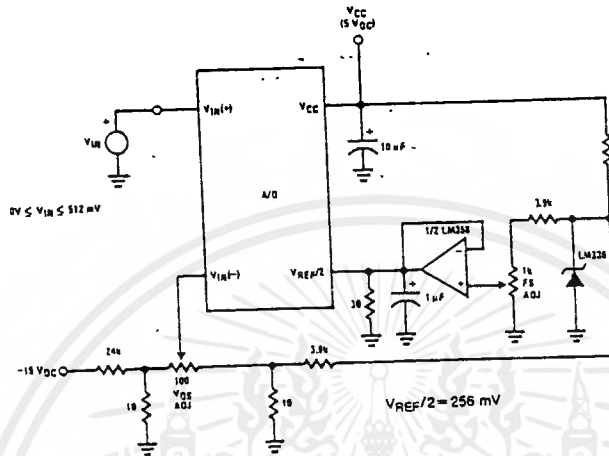 VCC
(5 VDC)
VIN(+)
VCC
+
VIN
+
10 µF
A/D
0V ≤ VIN ≤ 512 mV
3.9k
1/2 LM358
-
+
LM336
VIN(-)
VREF/2
1k
FS
ADJ
+
1 µF
-15 VDC
24k
3.9k
100
VOS
ADJ
10
10
VREF/2 = 256 mV